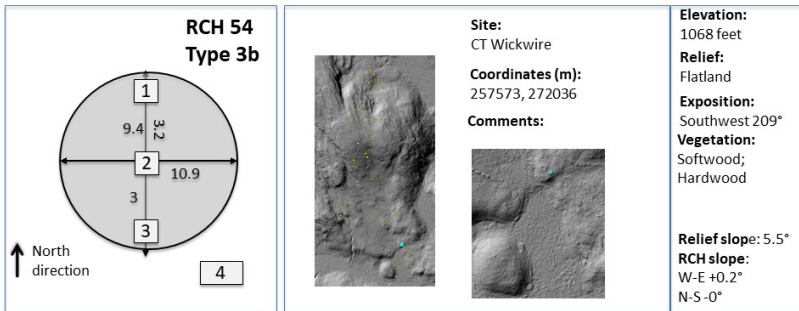 RCH 54
Type 3b
1
9.4
3.2
2
10.9
3
3
North
direction
4
Site:
CT Wickwire
Coordinates (m):
257573, 272036
Comments:
Elevation:
1068 feet
Relief:
Flatland
Exposition:
Southwest 209°
Vegetation:
Softwood;
Hardwood
Relief slope: 5.5°
RCH slope:
W-E +0.2°
N-S -0°